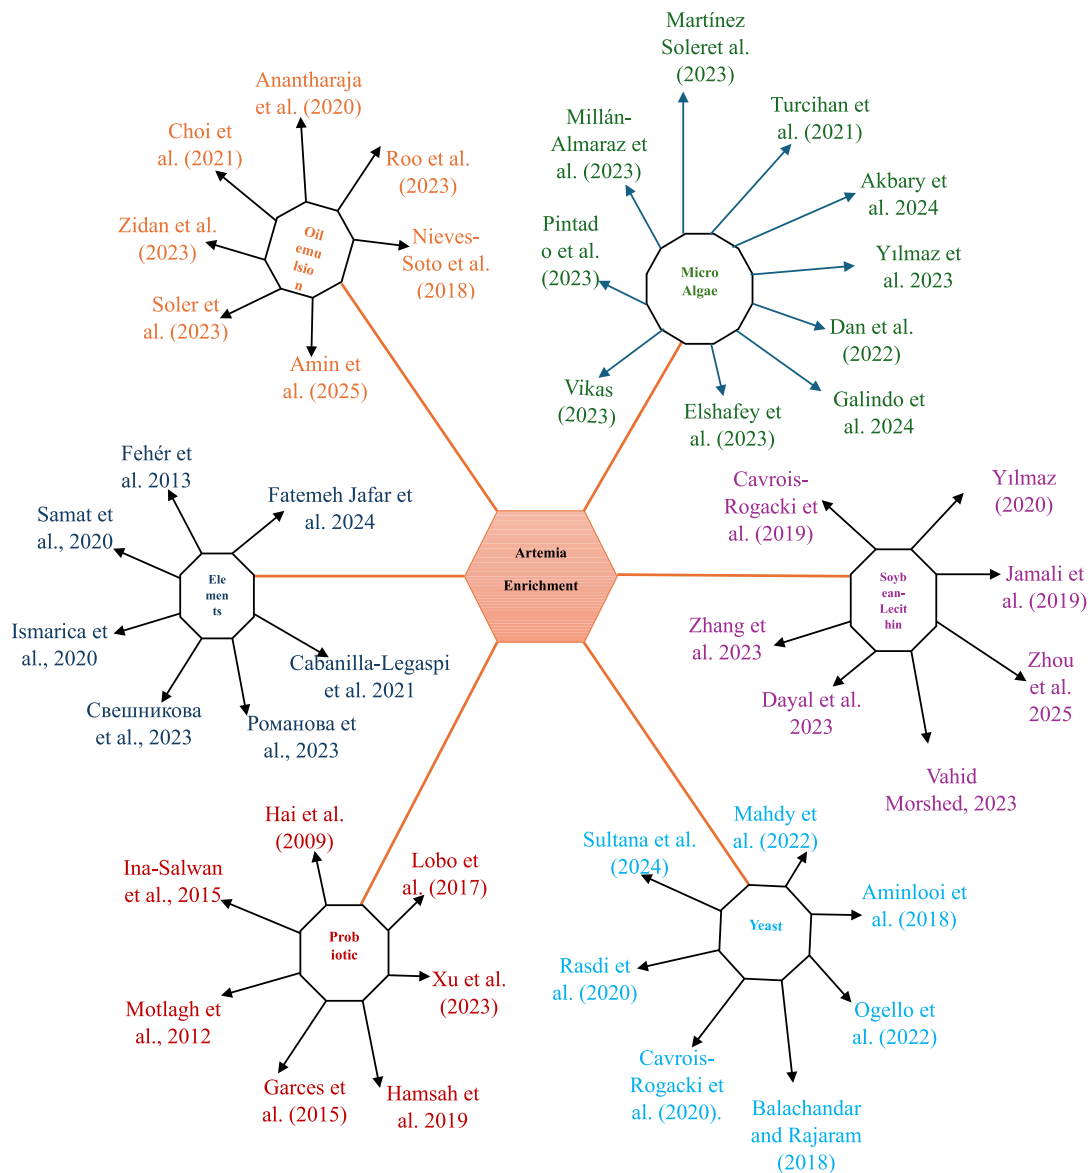 Anantharaja
et al. (2020)
Choi et
al. (2021)
Roo et al.
(2023)
Zidan et al.
(2023)
Oil
emu
lsio
n
Nieves-
Soto et al.
(2018)
Soler et
al. (2023)
Amin et
al. (2025)
Martínez
Soleret al.
(2023)
Millán-
Almaraz et
al. (2023)
Turcihan et
al. (2021)
Akbary et
al. 2024
Pintad
o et al.
(2023)
Micro
Algae
Yılmaz et
al. 2023
Dan et al.
(2022)
Vikas
(2023)
Elshafey et
al. (2023)
Galindo et
al. 2024
Fehér et
al. 2013
Fatemeh Jafar et
al. 2024
Samat et
al., 2020
Ele
men
ts
Ismarica et
al., 2020
Cabanilla-Legaspi
et al. 2021
Свешникова
et al., 2023
Романова et
al., 2023
Artemia
Enrichment
Cavrois-
Rogacki et
al. (2019)
Yılmaz
(2020)
Soyb
ean-
Lecit
hin
Jamali et
al. (2019)
Zhang et
al. 2023
Zhou
et al.
2025
Dayal et al.
2023
Vahid
Morshed, 2023
Hai et al.
(2009)
Ina-Salwan
et al., 2015
Lobo et
al. (2017)
Prob
iotic
Xu et al.
(2023)
Motlagh et
al., 2012
Garces et
al. (2015)
Hamsah et
al. 2019
Mahdy et
al. (2022)
Sultana et al.
(2024)
Aminlooi et
al. (2018)
Yeast
Rasdi et
al. (2020)
Ogello et
al. (2022)
Cavrois-
Rogacki et
al. (2020).
Balachandar
and Rajaram
(2018)